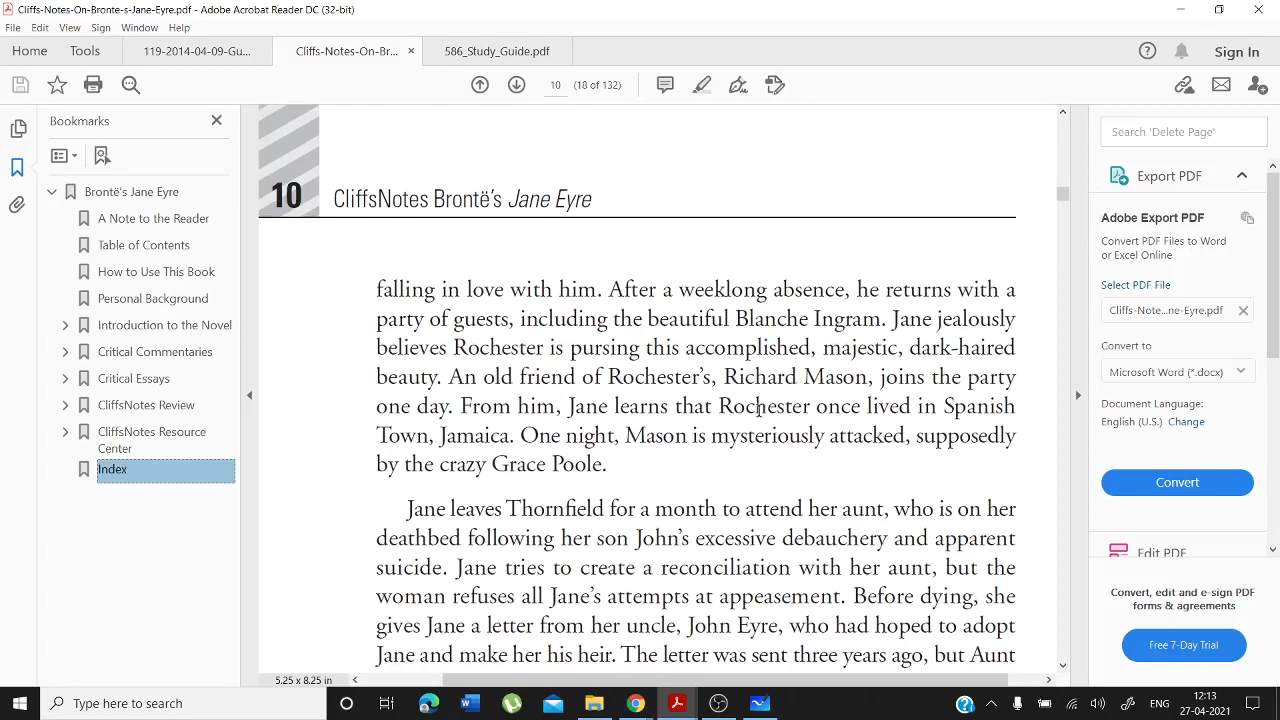 Cliffs-Notes-On-Bronte-s-Jane-Eyre.pdf - Adobe Acrobat Reader DC (32-bit)
File Edit View Sign Window Help
Home Tools 119-2014-04-09-Gu... Cliffs-Notes-On-Br... × 586_Study_Guide.pdf Sign In
10 (18 of 132)
Bookmarks
Brontë's Jane Eyre
A Note to the Reader
Table of Contents
How to Use This Book
Personal Background
Introduction to the Novel
Critical Commentaries
Critical Essays
CliffsNotes Review
CliffsNotes Resource
Center
Index
10 CliffsNotes Brontë's Jane Eyre
falling in love with him. After a weeklong absence, he returns with a
party of guests, including the beautiful Blanche Ingram. Jane jealously
believes Rochester is pursing this accomplished, majestic, dark-haired
beauty. An old friend of Rochester's, Richard Mason, joins the party
one day. From him, Jane learns that Rochester once lived in Spanish
Town, Jamaica. One night, Mason is mysteriously attacked, supposedly
by the crazy Grace Poole.
Jane leaves Thornfield for a month to attend her aunt, who is on her
deathbed following her son John's excessive debauchery and apparent
suicide. Jane tries to create a reconciliation with her aunt, but the
woman refuses all Jane's attempts at appeasement. Before dying, she
gives Jane a letter from her uncle, John Eyre, who had hoped to adopt
Jane and make her his heir. The letter was sent three years ago, but Aunt
5.25 x 8.25 in
Search 'Delete Page'
Export PDF
Adobe Export PDF
Convert PDF Files to Word
or Excel Online
Select PDF File
Cliffs-Note...ne-Eyre.pdf
Convert to
Microsoft Word (*.docx)
Document Language:
English (U.S.) Change
Convert
Edit PDF
Convert, edit and e-sign PDF
forms & agreements
Free 7-Day Trial
Type here to search
ENG
12:13
27-04-2021